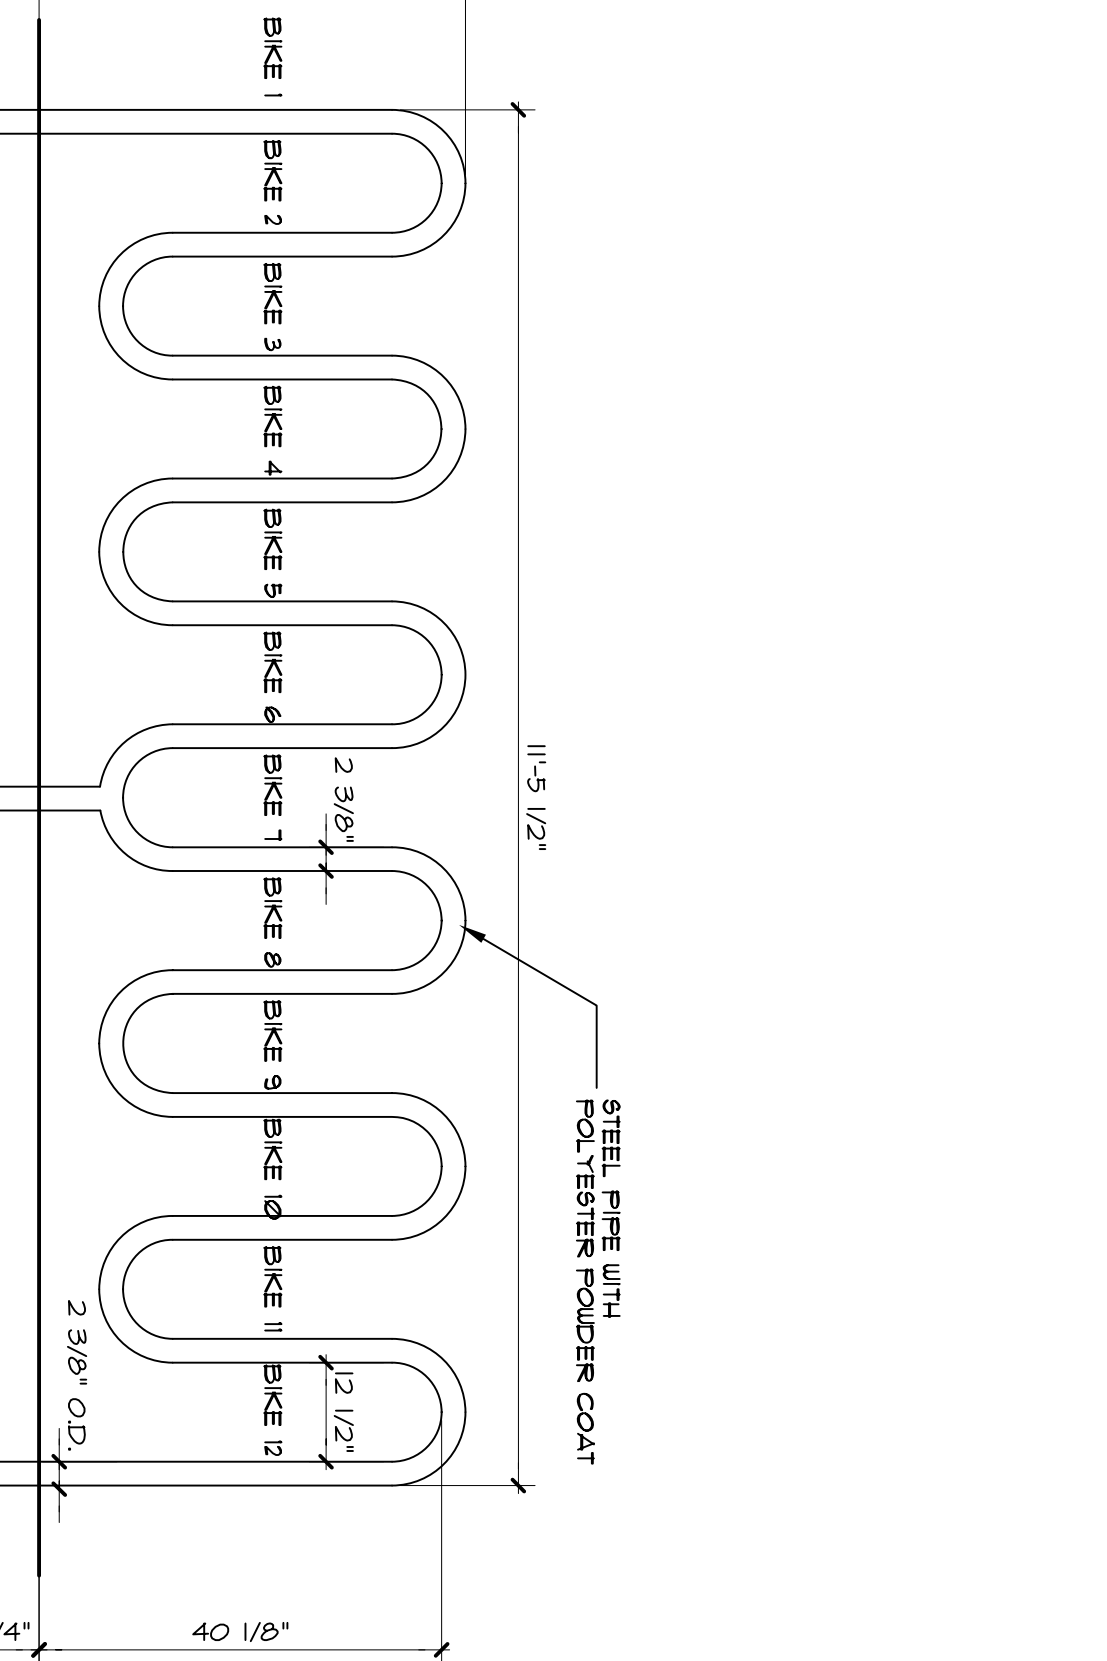 BIKE 1
BIKE 2
BIKE 3
BIKE 4
BIKE 5
BIKE 6
BIKE 7
BIKE 8
BIKE 9
BIKE 10
BIKE 11
BIKE 12
2 3/8"
11'-5 1/2"
STEEL PIPE WITH
POLYESTER POWDER COAT
12 1/2"
2 3/8" O.D.
/4"
40 1/8"